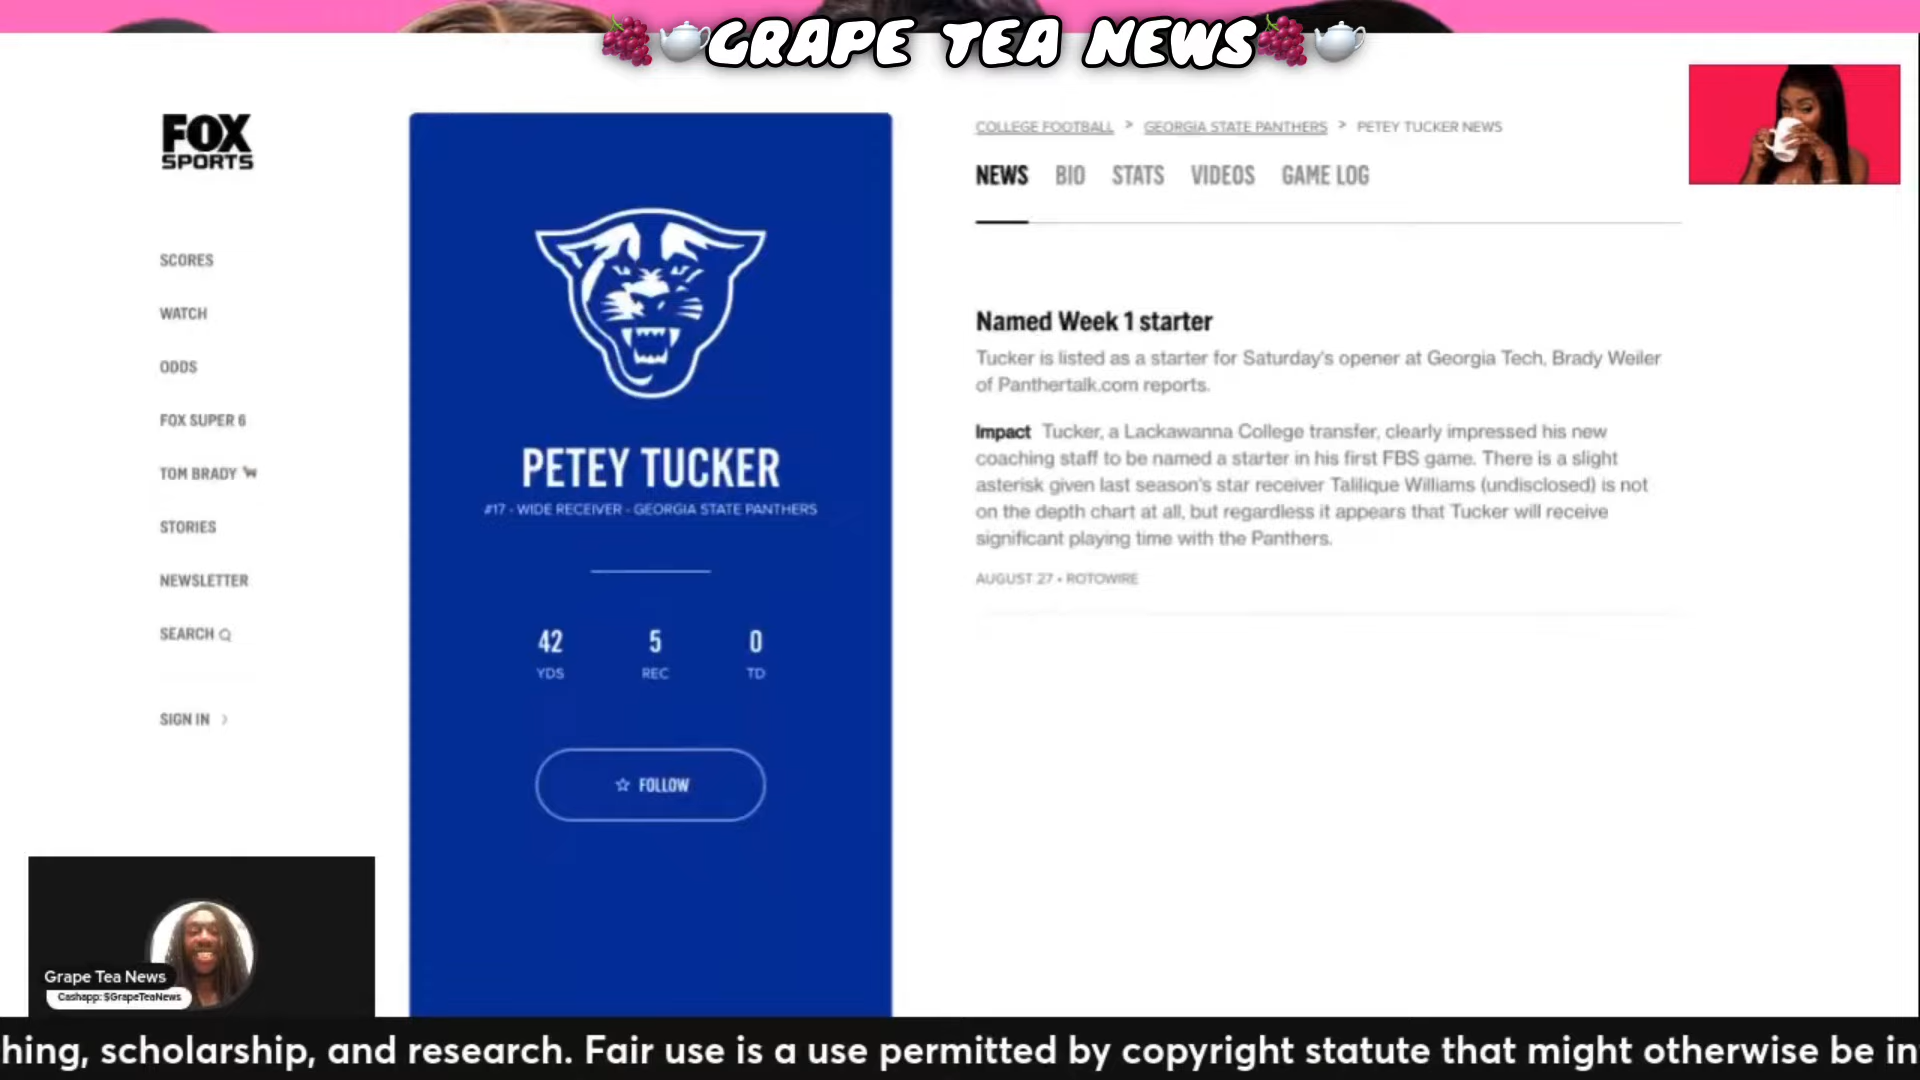 GRAPE TEA NEWS
FOX
SPORTS
SCORES
WATCH
ODDS
FOX SUPER 6
TOM BRADY
STORIES
NEWSLETTER
SEARCH
SIGN IN
PETEY TUCKER
#17 - WIDE RECEIVER - GEORGIA STATE PANTHERS
42 5 0
YDS REC TD
☆ FOLLOW
COLLEGE FOOTBALL > GEORGIA STATE PANTHERS > PETEY TUCKER NEWS
NEWS BIO STATS VIDEOS GAME LOG
Named Week 1 starter
Tucker is listed as a starter for Saturday's opener at Georgia Tech, Brady Weiler
of Panthertalk.com reports.
Impact Tucker, a Lackawanna College transfer, clearly impressed his new
coaching staff to be named a starter in his first FBS game. There is a slight
asterisk given last season's star receiver Talilique Williams (undisclosed) is not
on the depth chart at all, but regardless it appears that Tucker will receive
significant playing time with the Panthers.
AUGUST 27 • ROTOWIRE
Grape Tea News
Cashapp: $GrapeTeaNews
hing, scholarship, and research. Fair use is a use permitted by copyright statute that might otherwise be in